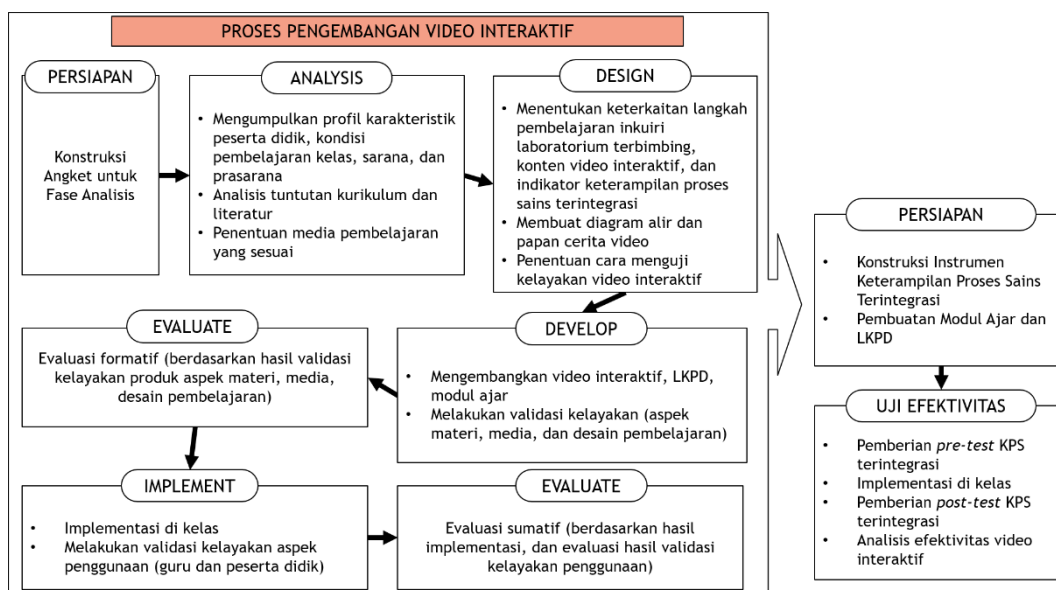 PROSES PENGEMBANGAN VIDEO INTERAKTIF
PERSIAPAN
Konstruksi
Angket untuk
Fase Analisis
ANALYSIS
• Mengumpulkan profil karakteristik
peserta didik, kondisi
pembelajaran kelas, sarana, dan
prasarana
• Analisis tuntutan kurikulum dan
literatur
• Penentuan media pembelajaran
yang sesuai
DESIGN
• Menentukan keterkaitan langkah
pembelajaran inkuiri
laboratorium terbimbing,
konten video interaktif, dan
indikator keterampilan proses
sains terintegrasi
• Membuat diagram alir dan
papan cerita video
• Penentuan cara menguji
kelayakan video interaktif
DEVELOP
• Mengembangkan video interaktif, LKPD,
modul ajar
• Melakukan validasi kelayakan (aspek
materi, media, dan desain pembelajaran)
EVALUATE
Evaluasi formatif (berdasarkan hasil validasi
kelayakan produk aspek materi, media,
desain pembelajaran)
IMPLEMENT
• Implementasi di kelas
• Melakukan validasi kelayakan aspek
penggunaan (guru dan peserta didik)
EVALUATE
Evaluasi sumatif (berdasarkan hasil
implementasi, dan evaluasi hasil validasi
kelayakan penggunaan)
PERSIAPAN
• Konstruksi Instrumen
Keterampilan Proses Sains
Terintegrasi
• Pembuatan Modul Ajar dan
LKPD
UJI EFEKTIVITAS
• Pemberian pre-test KPS
terintegrasi
• Implementasi di kelas
• Pemberian post-test KPS
terintegrasi
• Analisis efektivitas video
interaktif